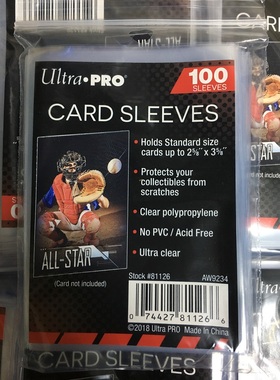 Ultra•PRO®
100
SLEEVES
CARD SLEEVES
• Holds Standard size
cards up to 2⅝" x 3⅝"
• Protects your
collectibles from
scratches
• Clear polypropylene
• No PVC / Acid Free
• Ultra clear
ALL-STAR
(Card not included)
Stock #81126
AW9234
0 74427 81126 6
©2018 Ultra PRO Made In China
CARD SLEEVES